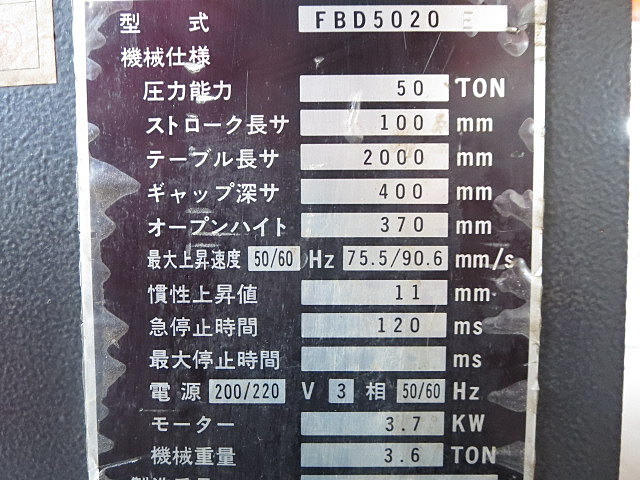 型 式 FBD5020 E
機械仕様
圧力能力 50 TON
ストローク長サ 100 mm
テーブル長サ 2000 mm
ギャップ深サ 400 mm
オープンハイト 370 mm
最大上昇速度 50/60 Hz 75.5/90.6 mm/s
慣性上昇値 11 mm
急停止時間 120 ms
最大停止時間 ms
電源 200/220 V 3 相 50/60 Hz
モーター 3.7 KW
機械重量 3.6 TON